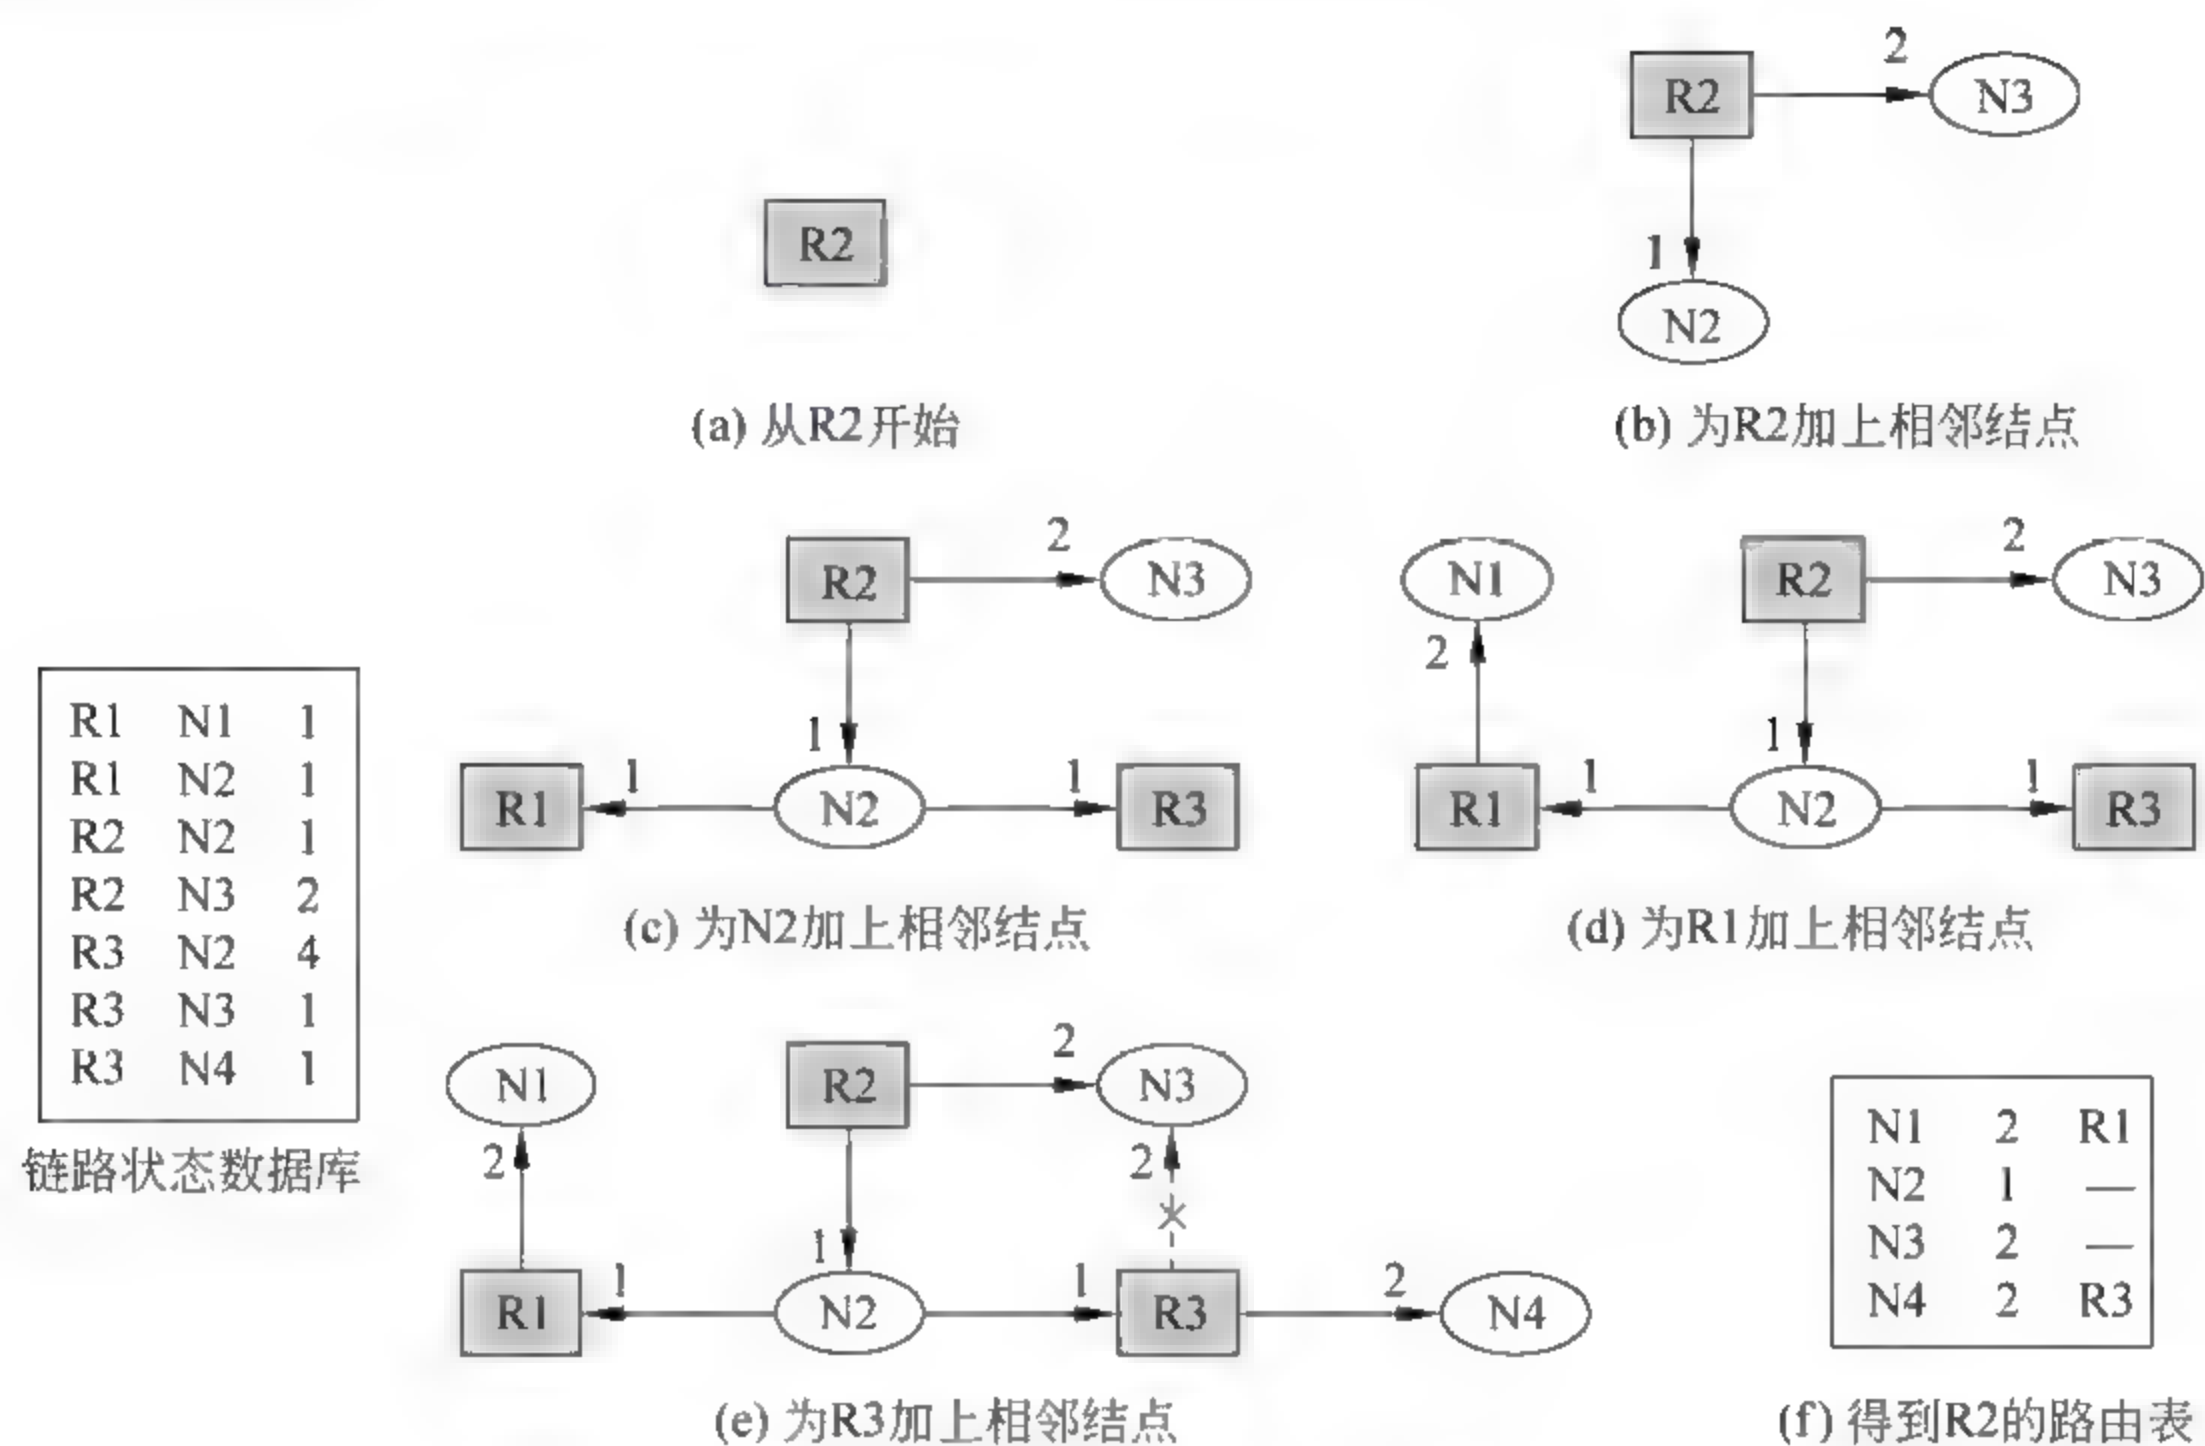 R2
(a) 从R2开始
R2 2 N3
1
N2
(b) 为R2加上相邻结点
R1 N1 1
R1 N2 1
R2 N2 1
R2 N3 2
R3 N2 4
R3 N3 1
R3 N4 1
链路状态数据库
R2 2 N3
1
R1 1 N2 1 R3
(c) 为N2加上相邻结点
N1 R2 2 N3
2 1
R1 1 N2 1 R3
(d) 为R1加上相邻结点
N1 R2 2 N3
2 1 2
R1 1 N2 1 R3 2 N4
(e) 为R3加上相邻结点
N1 2 R1
N2 1 —
N3 2 —
N4 2 R3
(f) 得到R2的路由表